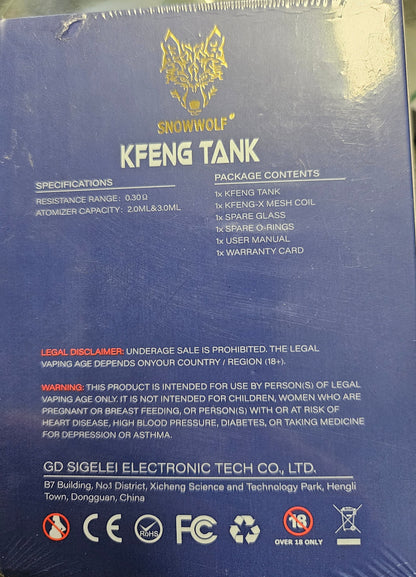 SNOWWOLF
KFENG TANK
SPECIFICATIONS
RESISTANCE RANGE: 0.30Ω
ATOMIZER CAPACITY: 2.0ML&3.0ML
PACKAGE CONTENTS
1x KFENG TANK
1x KFENG-X MESH COIL
1x SPARE GLASS
1x SPARE O-RINGS
1x USER MANUAL
1x WARRANTY CARD
LEGAL DISCLAIMER: UNDERAGE SALE IS PROHIBITED. THE LEGAL
VAPING AGE DEPENDS ONYOUR COUNTRY / REGION (18+).
WARNING: THIS PRODUCT IS INTENDED FOR USE BY PERSON(S) OF LEGAL
VAPING AGE ONLY. IT IS NOT INTENDED FOR CHILDREN, WOMEN WHO ARE
PREGNANT OR BREAST FEEDING, OR PERSON(S) WITH OR AT RISK OF
HEART DISEASE, HIGH BLOOD PRESSURE, DIABETES, OR TAKING MEDICINE
FOR DEPRESSION OR ASTHMA.
GD SIGELEI ELECTRONIC TECH CO., LTD.
B7 Building, No.1 District, Xicheng Science and Technology Park, Hengli
Town, Dongguan, China
CE
RoHS
FC
18
OVER 18 ONLY